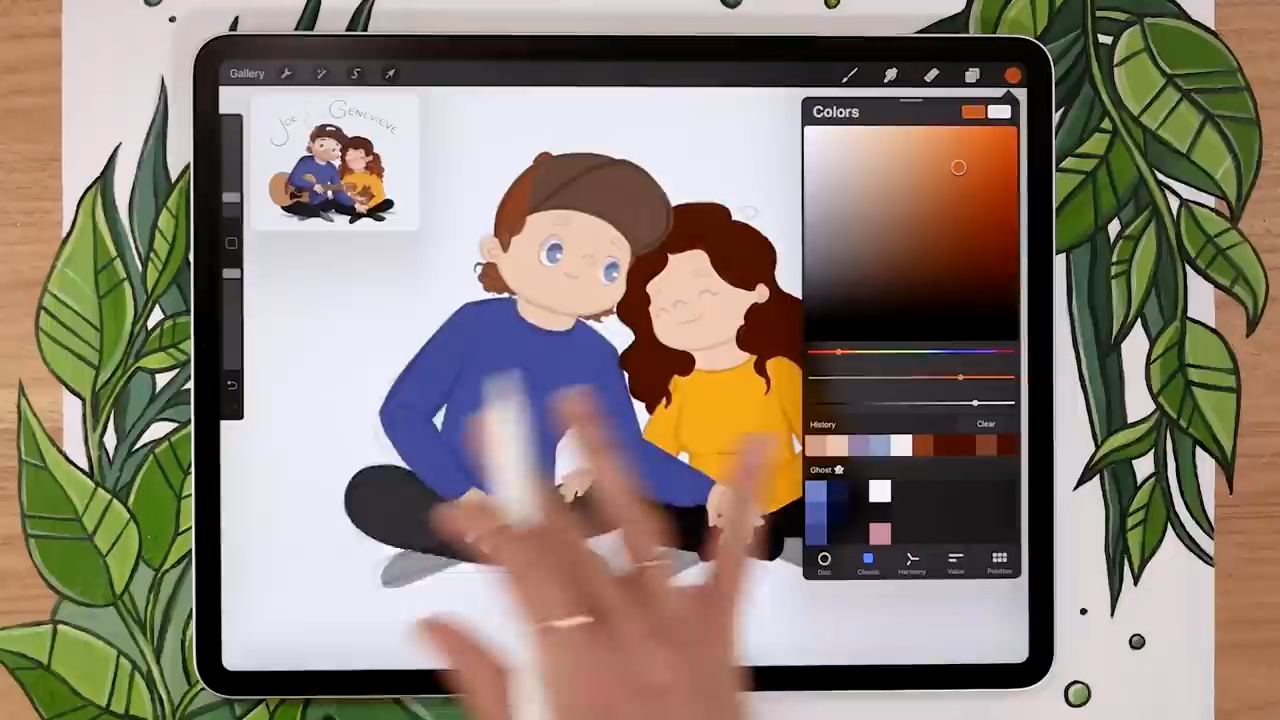 Gallery
Colors
JOE & GENEVIEVE
History
Clear
Ghost
Disc
Classic
Harmony
Value
Palettes